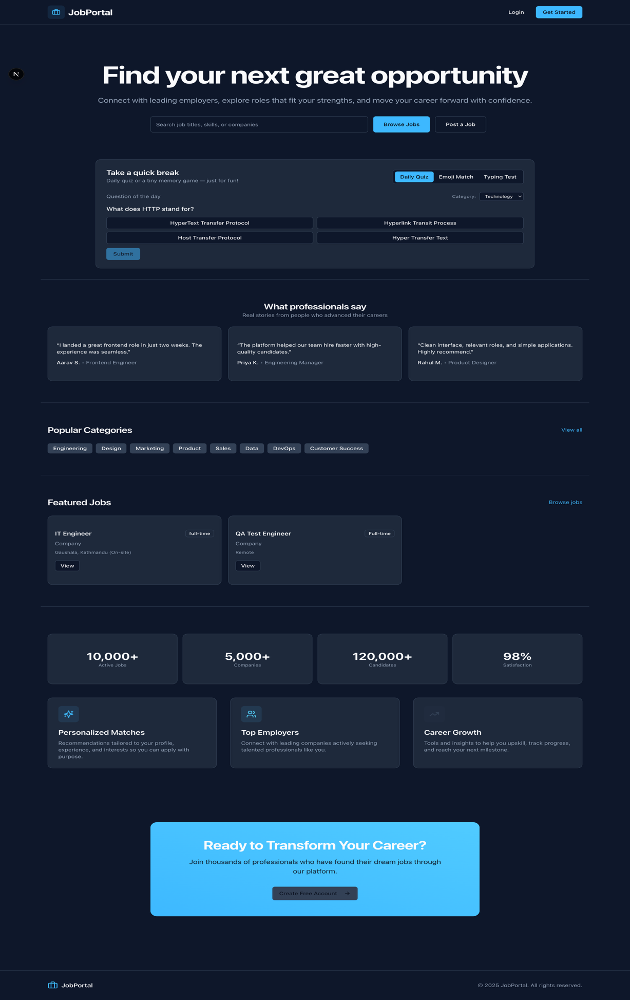 JobPortal
Login
Get Started
N
Find your next great opportunity
Connect with leading employers, explore roles that fit your strengths, and move your career forward with confidence.
Search job titles, skills, or companies
Browse Jobs
Post a Job
Take a quick break
Daily quiz or a tiny memory game — just for fun!
Daily Quiz
Emoji Match
Typing Test
Question of the day
Category:
Technology
What does HTTP stand for?
HyperText Transfer Protocol
Hyperlink Transit Process
Host Transfer Protocol
Hyper Transfer Text
Submit
What professionals say
Real stories from people who advanced their careers
“I landed a great frontend role in just two weeks. The
experience was seamless.”
Aarav S. • Frontend Engineer
“The platform helped our team hire faster with high-
quality candidates.”
Priya K. • Engineering Manager
“Clean interface, relevant roles, and simple applications.
Highly recommend.”
Rahul M. • Product Designer
Popular Categories
View all
Engineering
Design
Marketing
Product
Sales
Data
DevOps
Customer Success
Featured Jobs
Browse jobs
IT Engineer
full-time
Company
Gaushala, Kathmandu (On-site)
View
QA Test Engineer
Full-time
Company
Remote
View
10,000+
Active Jobs
5,000+
Companies
120,000+
Candidates
98%
Satisfaction
Personalized Matches
Recommendations tailored to your profile,
experience, and interests so you can apply with
purpose.
Top Employers
Connect with leading companies actively seeking
talented professionals like you.
Career Growth
Tools and insights to help you upskill, track progress,
and reach your next milestone.
Ready to Transform Your Career?
Join thousands of professionals who have found their dream jobs through
our platform.
Create Free Account →
JobPortal
© 2025 JobPortal. All rights reserved.